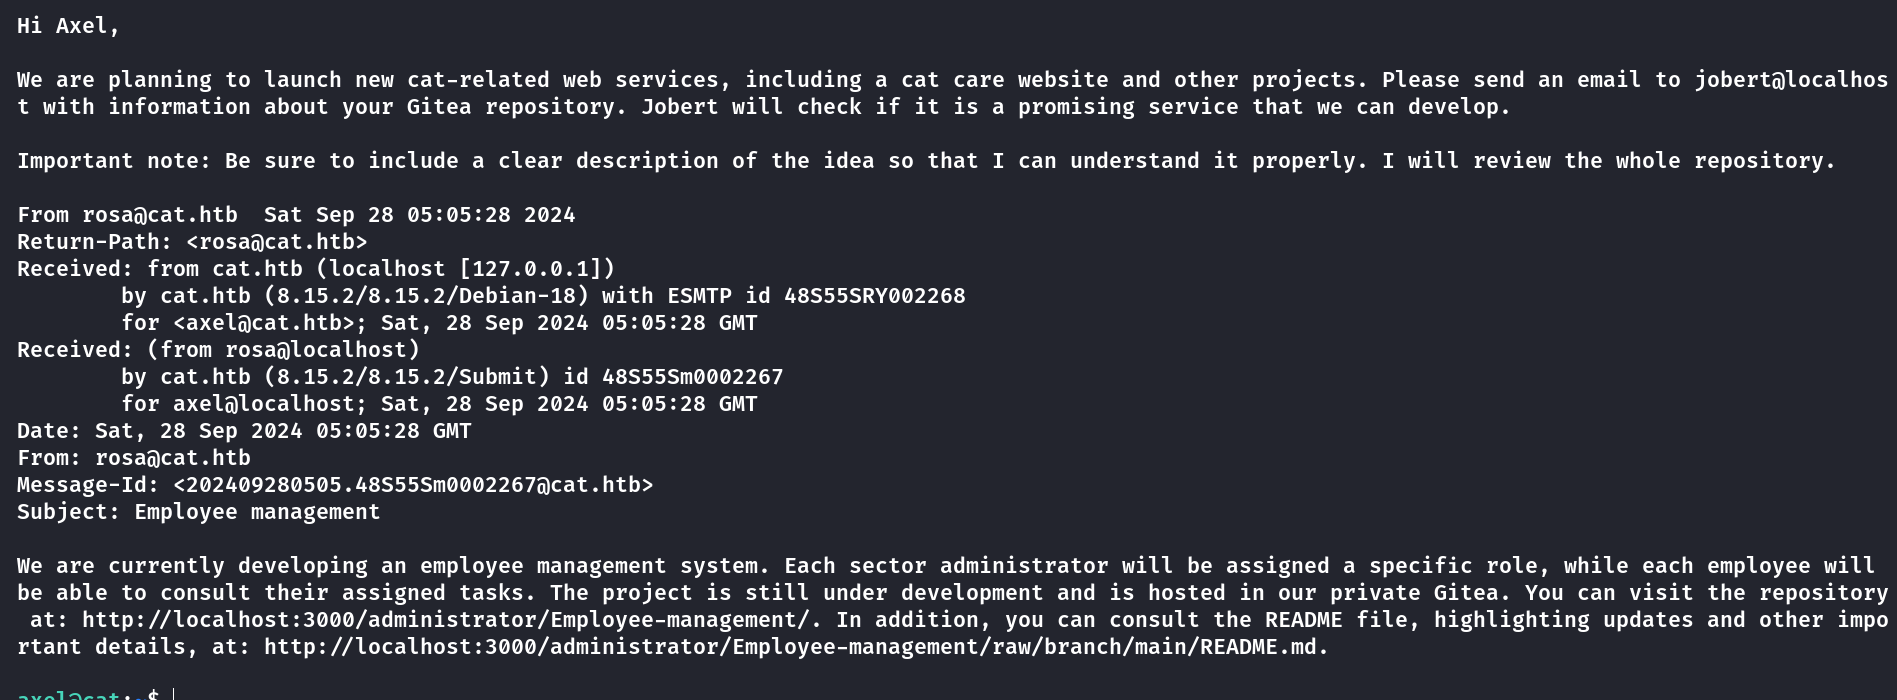 Hi Axel,
We are planning to launch new cat-related web services, including a cat care website and other projects. Please send an email to jobert@localhos
t with information about your Gitea repository. Jobert will check if it is a promising service that we can develop.
Important note: Be sure to include a clear description of the idea so that I can understand it properly. I will review the whole repository.
From rosa@cat.htb  Sat Sep 28 05:05:28 2024
Return-Path: <rosa@cat.htb>
Received: from cat.htb (localhost [127.0.0.1])
        by cat.htb (8.15.2/8.15.2/Debian-18) with ESMTP id 48S55SRY002268
        for <axel@cat.htb>; Sat, 28 Sep 2024 05:05:28 GMT
Received: (from rosa@localhost)
        by cat.htb (8.15.2/8.15.2/Submit) id 48S55Sm0002267
        for axel@localhost; Sat, 28 Sep 2024 05:05:28 GMT
Date: Sat, 28 Sep 2024 05:05:28 GMT
From: rosa@cat.htb
Message-Id: <202409280505.48S55Sm0002267@cat.htb>
Subject: Employee management
We are currently developing an employee management system. Each sector administrator will be assigned a specific role, while each employee will
be able to consult their assigned tasks. The project is still under development and is hosted in our private Gitea. You can visit the repository
 at: http://localhost:3000/administrator/Employee-management/. In addition, you can consult the README file, highlighting updates and other impo
rtant details, at: http://localhost:3000/administrator/Employee-management/raw/branch/main/README.md.
axel@cat:~$